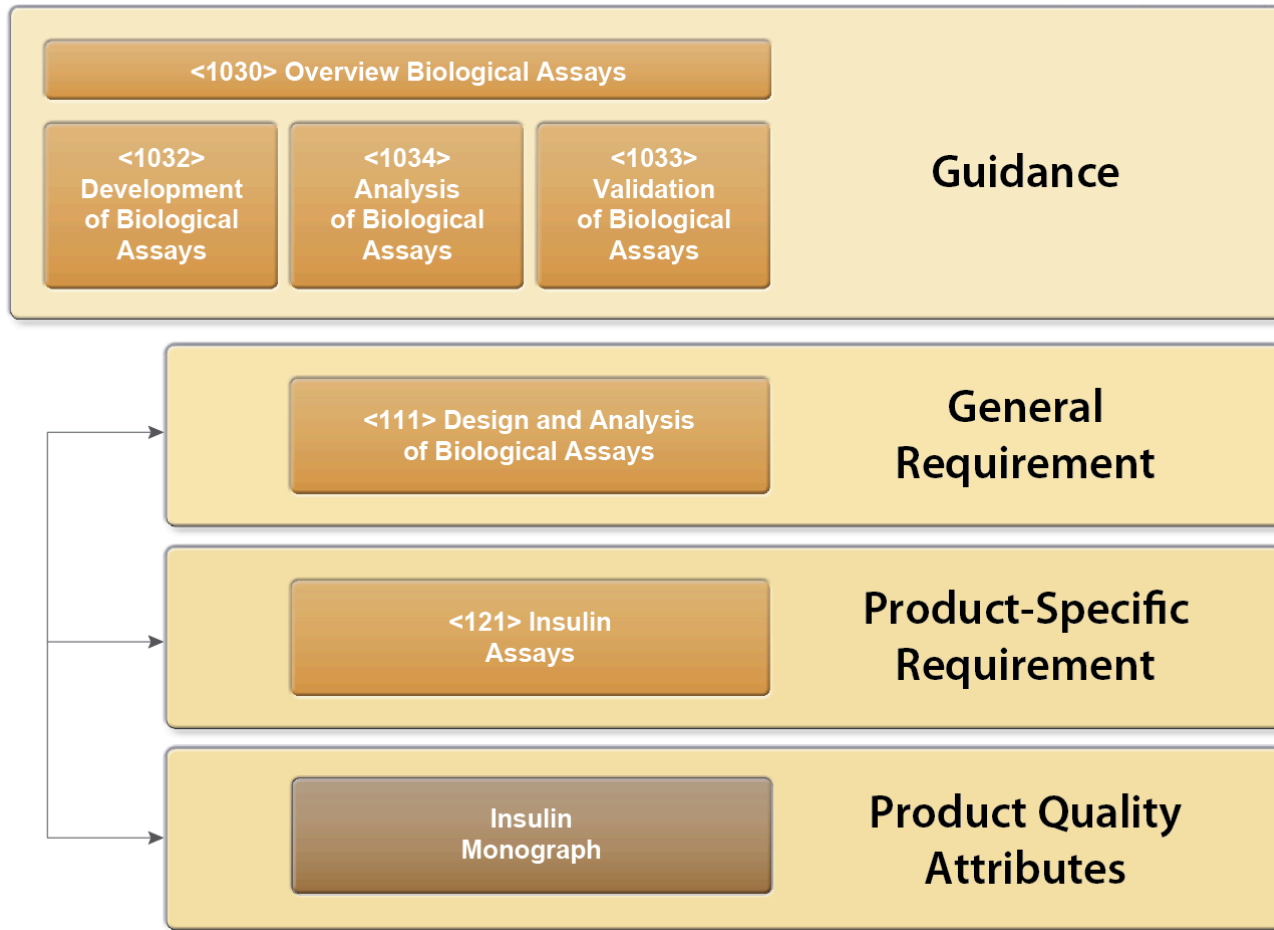 <1030> Overview Biological Assays
<1032>
Development
of Biological
Assays
<1034>
Analysis
of Biological
Assays
<1033>
Validation
of Biological
Assays
Guidance
<111> Design and Analysis
of Biological Assays
General
Requirement
<121> Insulin
Assays
Product-Specific
Requirement
Insulin
Monograph
Product Quality
Attributes